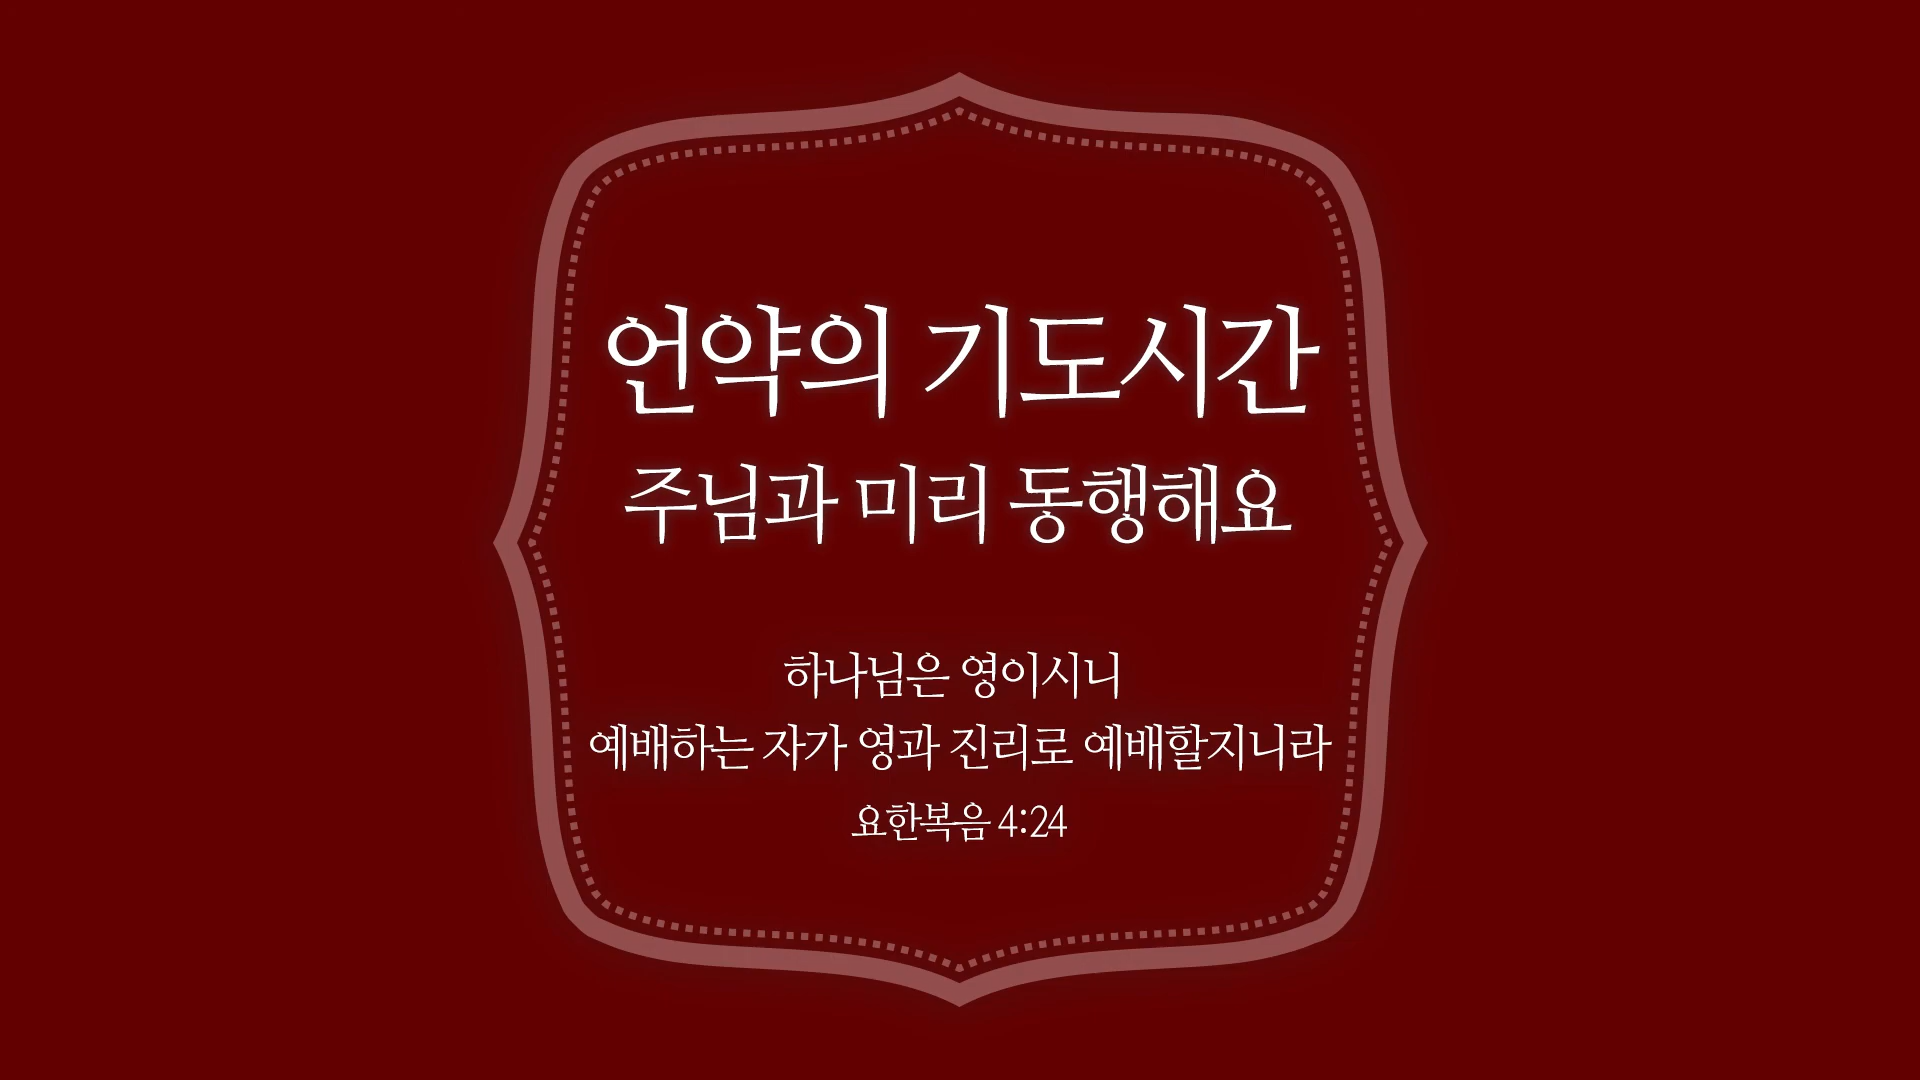 언약의 기도시간
주님과 미리 동행해요
하나님은 영이시니
예배하는 자가 영과 진리로 예배할지니라
요한복음 4:24